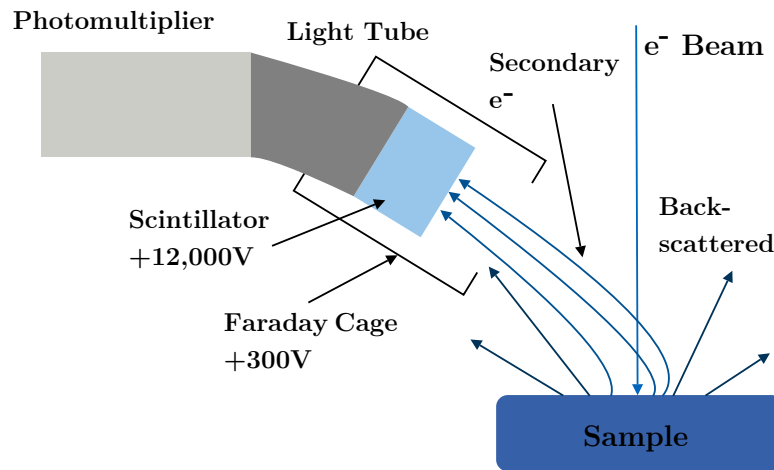 Photomultiplier
Light Tube
e⁻ Beam
Secondary
e⁻
Back-
scattered
Scintillator
+12,000V
Faraday Cage
+300V
Sample